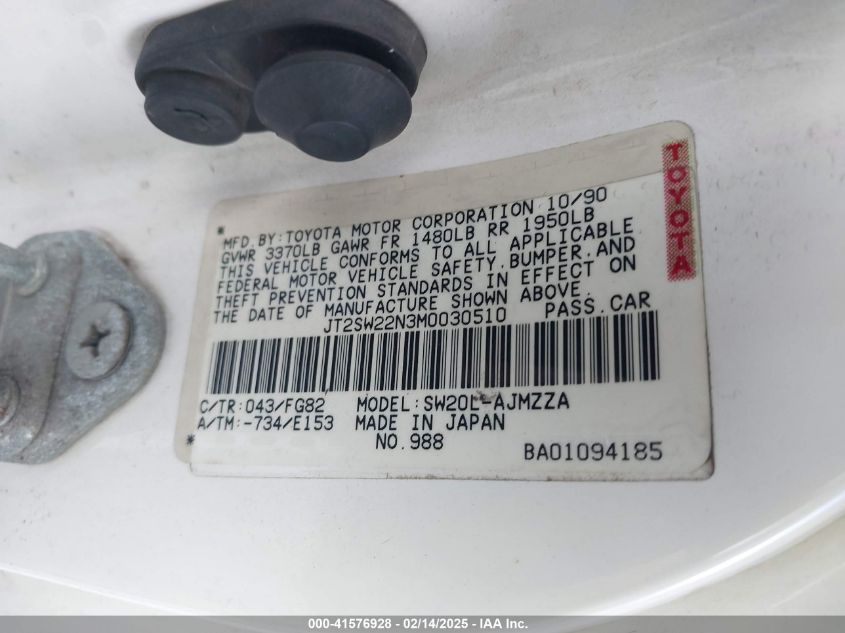 TOYOTA
* MFD.BY:TOYOTA MOTOR CORPORATION 10/90
GVWR 3370LB GAWR FR 1480LB RR 1950LB
THIS VEHICLE CONFORMS TO ALL APPLICABLE
FEDERAL MOTOR VEHICLE SAFETY,BUMPER,AND
THEFT PREVENTION STANDARDS IN EFFECT ON
THE DATE OF MANUFACTURE SHOWN ABOVE.
JT2SW22N3M0030510 PASS.CAR
C/TR:043/FG82 MODEL:SW20L-AJMZZA
A/TM:-734/E153 MADE IN JAPAN
* NO.988 BA01094185
000-41576928 - 02/14/2025 - IAA Inc.